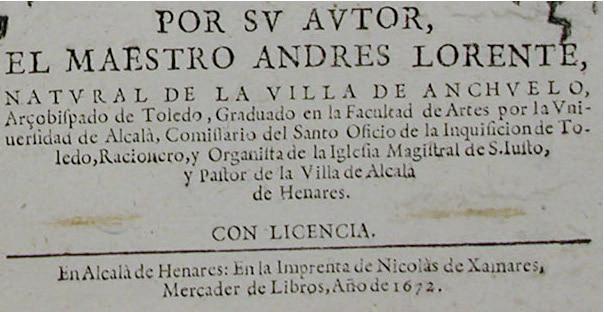 POR SV AVTOR,
EL MAESTRO ANDRES LORENTE,
NATVRAL DE LA VILLA DE ANCHVELO,
Arçobiſpado de Toledo, Graduado en la Facultad de Artes por la Vni-
uerſidad de Alcalà, Comiſſario del Santo Oficio de la Inquiſicion de To-
ledo, Racionero, y Organiſta de la Igleſia Magiſtral de S. Iuſto,
y Paſtor de la Villa de Alcalà
de Henares.
CON LICENCIA.
En Alcalà de Henares: En la Imprenta de Nicolàs de Xamares,
Mercader de Libros, Año de 1672.